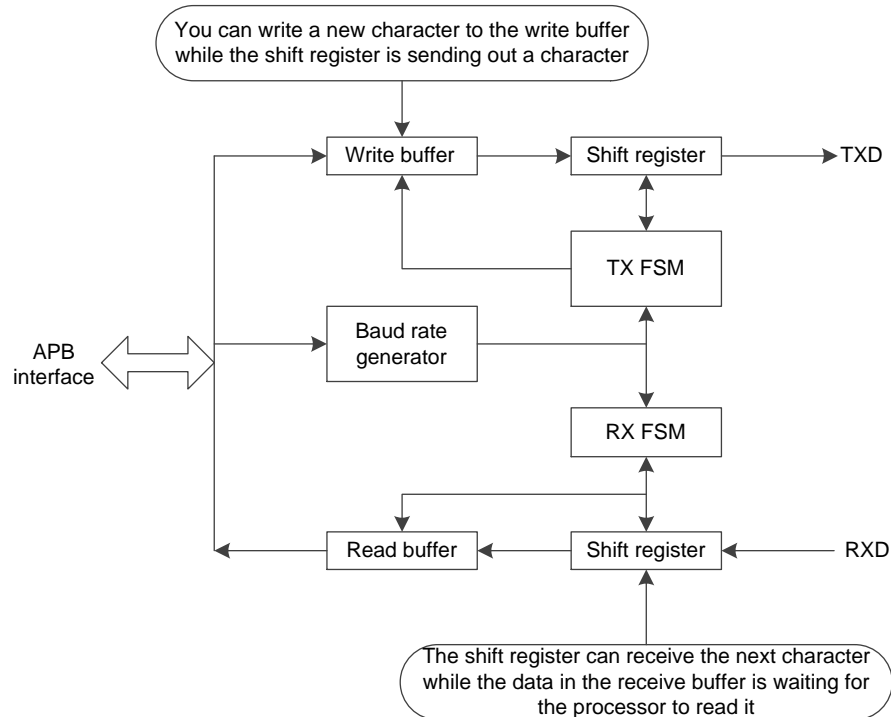 You can write a new character to the write buffer
while the shift register is sending out a character
Write buffer
Shift register
TXD
TX FSM
Baud rate
generator
APB
interface
RX FSM
Read buffer
Shift register
RXD
The shift register can receive the next character
while the data in the receive buffer is waiting for
the processor to read it